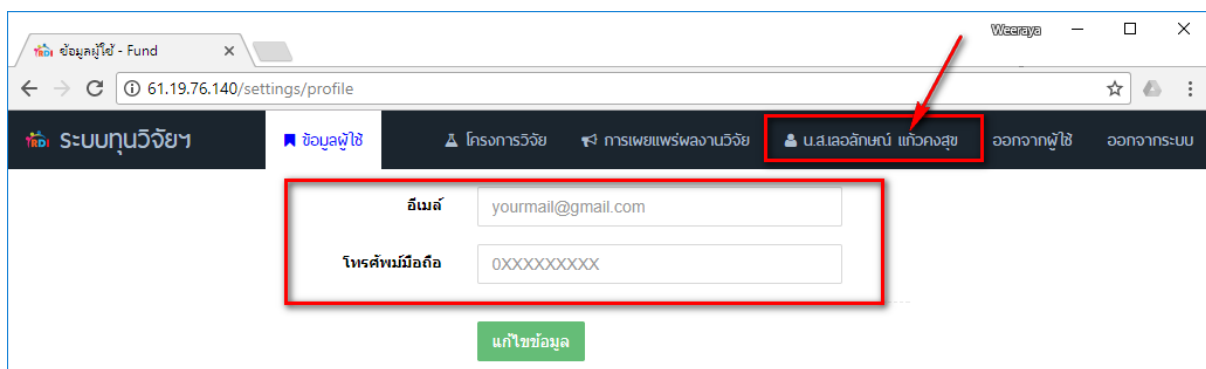 Weeraya
TRDI ข้อมูลผู้ใช้ - Fund
61.19.76.140/settings/profile
TRDI ระบบทุนวิจัยฯ ข้อมูลผู้ใช้ โครงการวิจัย การเผยแพร่ผลงานวิจัย น.ส.เลอลักษณ์ แก้วคงสุข ออกจากผู้ใช้ ออกจากระบบ
อีเมล์ yourmail@gmail.com
โทรศัพม์มือถือ 0XXXXXXXXX
แก้ไขข้อมูล